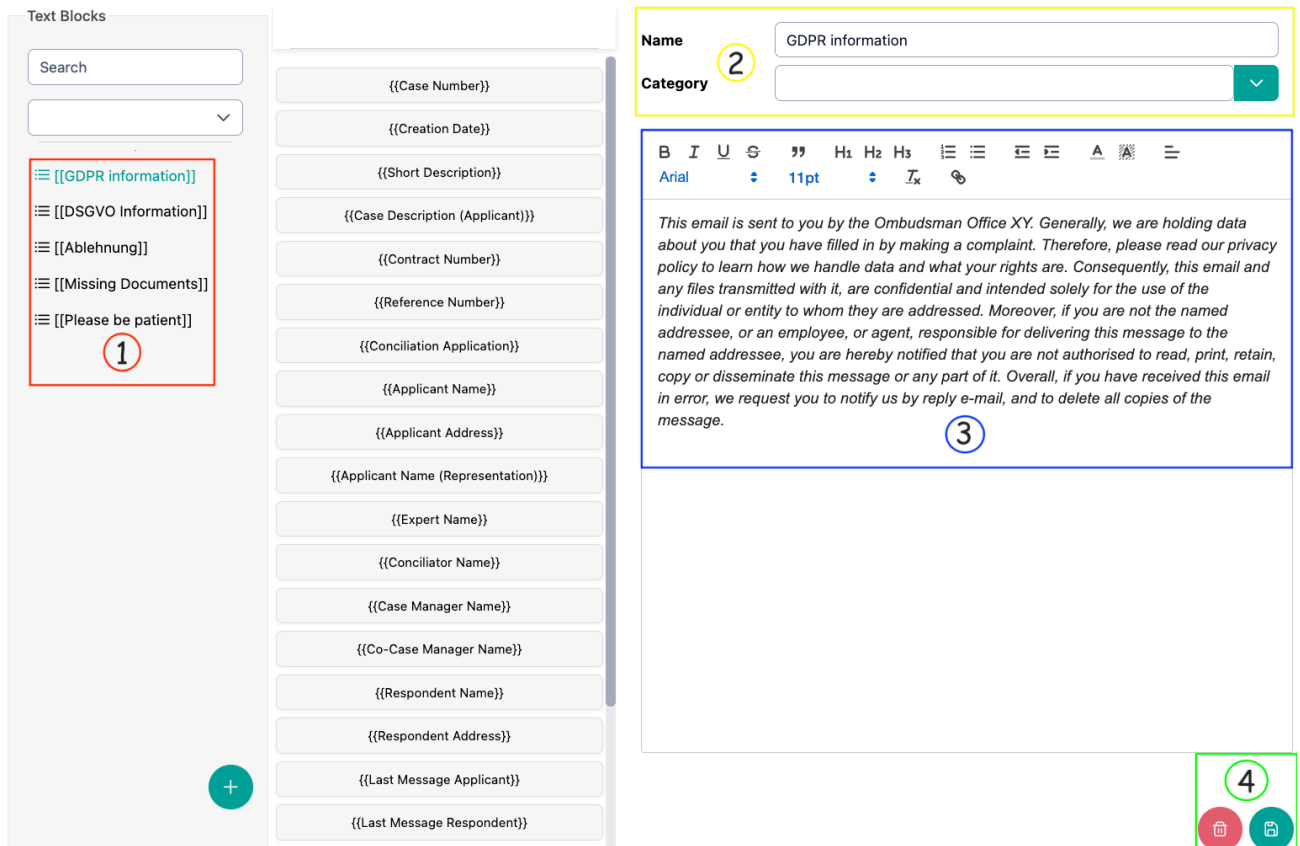 Text Blocks
Search
[[GDPR information]]
[[DSGVO Information]]
[[Ablehnung]]
[[Missing Documents]]
[[Please be patient]]
1
{{Case Number}}
{{Creation Date}}
{{Short Description}}
{{Case Description (Applicant)}}
{{Contract Number}}
{{Reference Number}}
{{Conciliation Application}}
{{Applicant Name}}
{{Applicant Address}}
{{Applicant Name (Representation)}}
{{Expert Name}}
{{Conciliator Name}}
{{Case Manager Name}}
{{Co-Case Manager Name}}
{{Respondent Name}}
{{Respondent Address}}
{{Last Message Applicant}}
{{Last Message Respondent}}
Name
GDPR information
2
Category
B I U S H1 H2 H3 A A
Arial 11pt Tx
This email is sent to you by the Ombudsman Office XY. Generally, we are holding data
about you that you have filled in by making a complaint. Therefore, please read our privacy
policy to learn how we handle data and what your rights are. Consequently, this email and
any files transmitted with it, are confidential and intended solely for the use of the
individual or entity to whom they are addressed. Moreover, if you are not the named
addressee, or an employee, or agent, responsible for delivering this message to the
named addressee, you are hereby notified that you are not authorised to read, print, retain,
copy or disseminate this message or any part of it. Overall, if you have received this email
in error, we request you to notify us by reply e-mail, and to delete all copies of the
message.
3
4